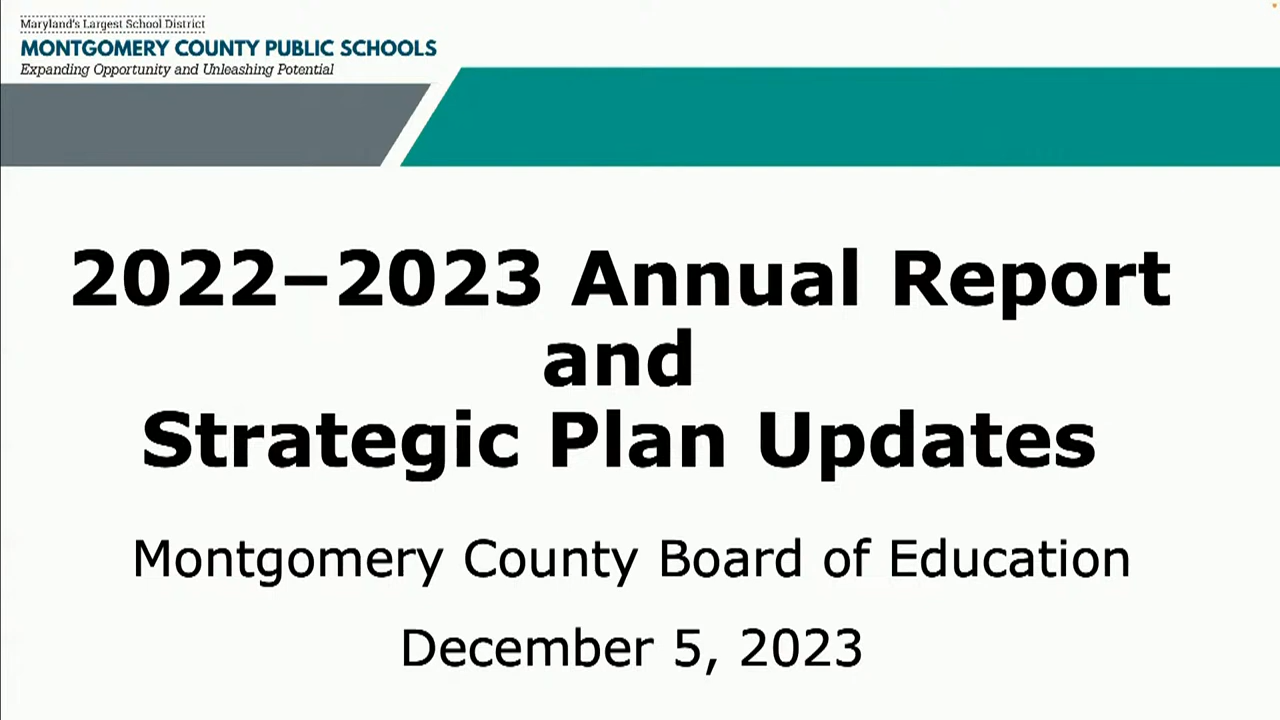 Maryland's Largest School District
MONTGOMERY COUNTY PUBLIC SCHOOLS
Expanding Opportunity and Unleashing Potential
2022–2023 Annual Report
and
Strategic Plan Updates
Montgomery County Board of Education
December 5, 2023